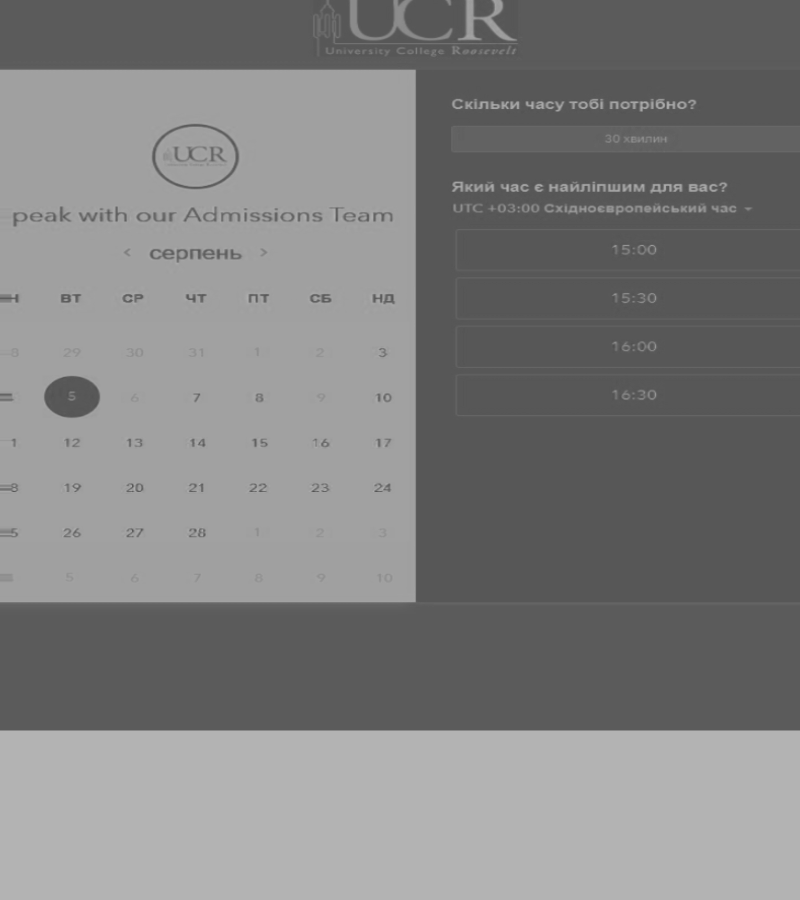 UCR
University College Roosevelt
UCR
peak with our Admissions Team
< серпень >
Н ВТ СР ЧТ ПТ СБ НД
8 29 30 31 1 2 3
5 6 7 8 9 10
1 12 13 14 15 16 17
8 19 20 21 22 23 24
5 26 27 28 1 2 3
5 6 7 8 9 10
Скільки часу тобі потрібно?
30 хвилин
Який час є найліпшим для вас?
UTC +03:00 Східноєвропейський час
15:00
15:30
16:00
16:30